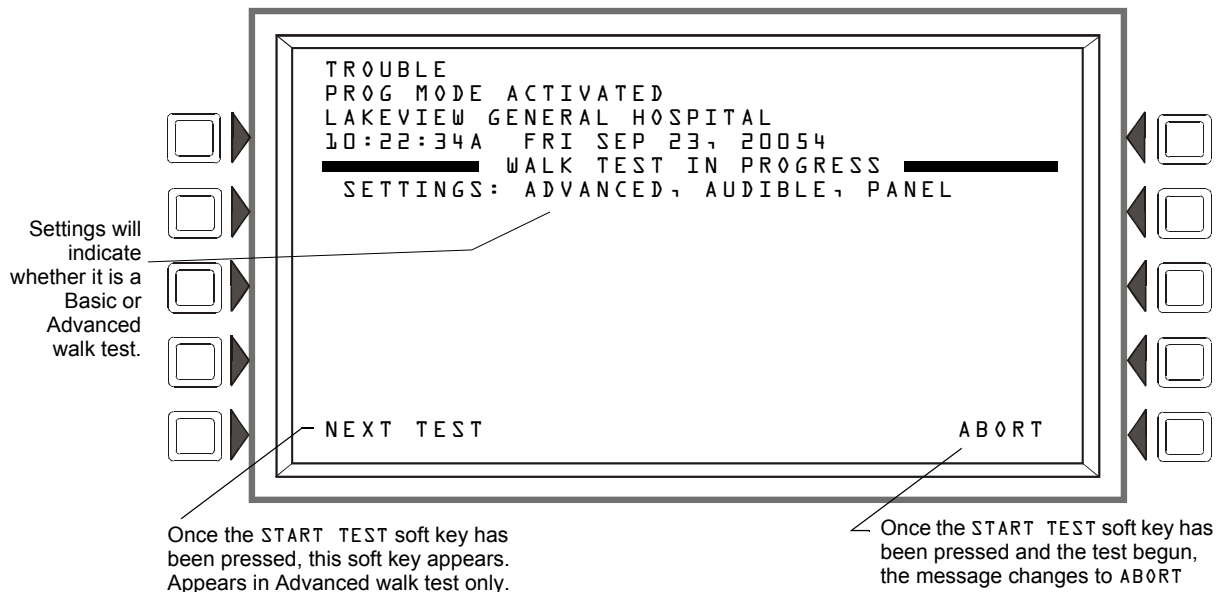 TROUBLE
PROG MODE ACTIVATED
LAKEVIEW GENERAL HOSPITAL
10:22:34A FRI SEP 23, 20054
WALK TEST IN PROGRESS
SETTINGS: ADVANCED, AUDIBLE, PANEL
Settings will
indicate
whether it is a
Basic or
Advanced
walk test.
NEXT TEST
ABORT
Once the START TEST soft key has
been pressed, this soft key appears.
Appears in Advanced walk test only.
Once the START TEST soft key has
been pressed and the test begun,
the message changes to ABORT